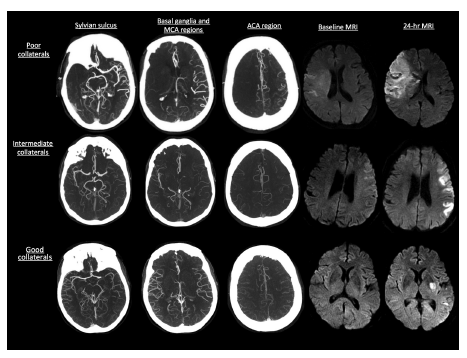 Sylvian sulcus
Basal ganglia and
MCA regions
ACA region
Baseline MRI
24-hr MRI
Poor
collaterals
Intermediate
collaterals
Good
collaterals